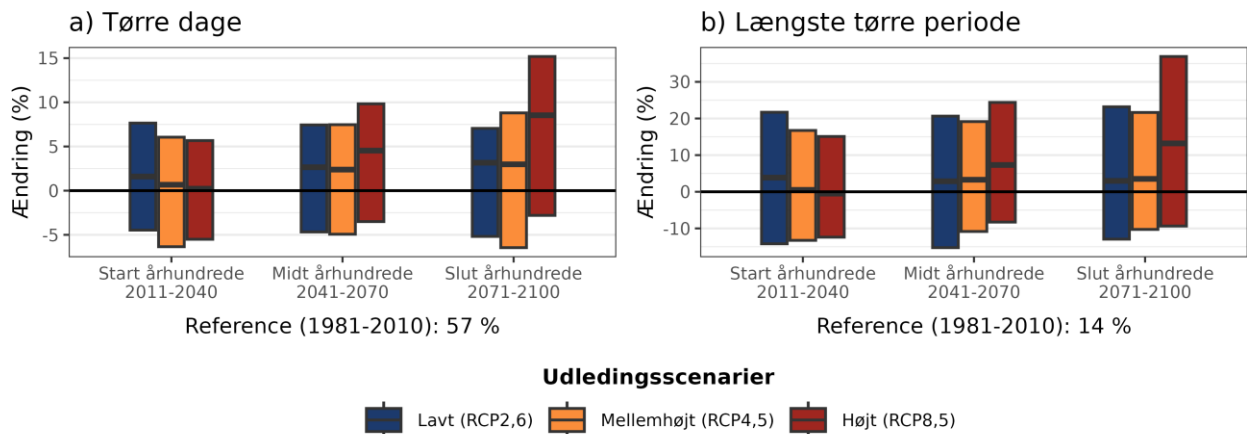 a) Tørre dage
Ændring (%)
15
10
5
0
-5
Start århundrede
2011-2040
Midt århundrede
2041-2070
Slut århundrede
2071-2100
Reference (1981-2010): 57 %
b) Længste tørre periode
Ændring (%)
30
20
10
0
-10
Start århundrede
2011-2040
Midt århundrede
2041-2070
Slut århundrede
2071-2100
Reference (1981-2010): 14 %
Udledingsscenarier
Lavt (RCP2,6)
Mellemhøjt (RCP4,5)
Højt (RCP8,5)